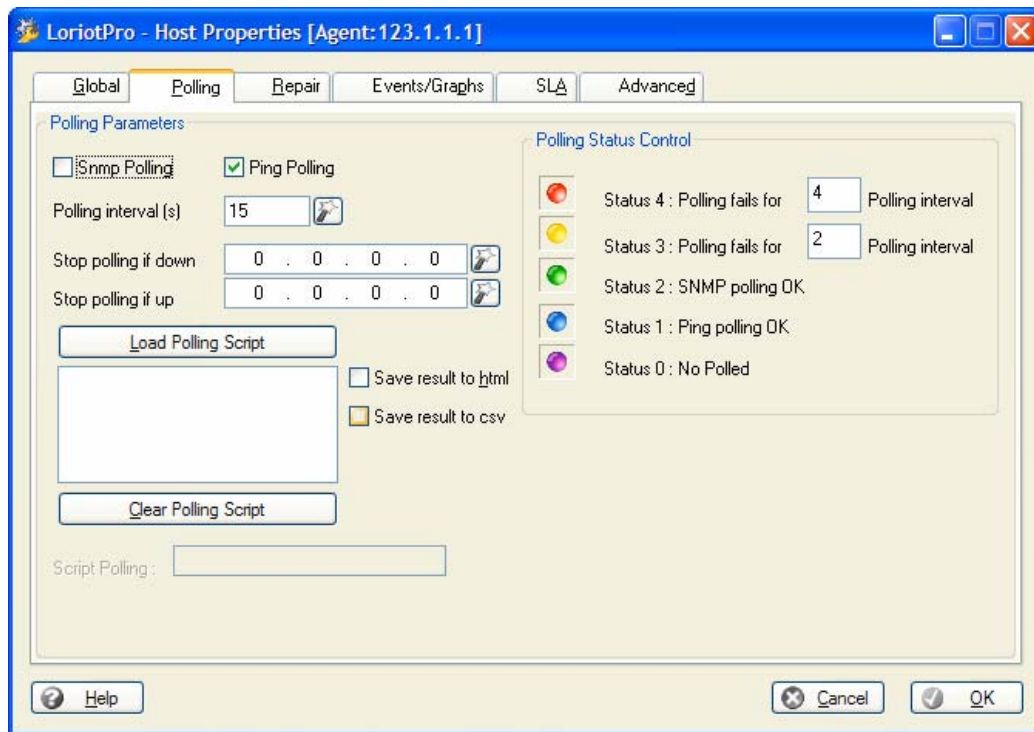 LoriotPro - Host Properties [Agent:123.1.1.1]
Global Polling Repair Events/Graphs SLA Advanced
Polling Parameters
Snmp Polling Ping Polling
Polling interval (s) 15
Stop polling if down 0 . 0 . 0 . 0
Stop polling if up 0 . 0 . 0 . 0
Load Polling Script
Save result to html
Save result to csv
Clear Polling Script
Script Polling :
Polling Status Control
Status 4 : Polling fails for 4 Polling interval
Status 3 : Polling fails for 2 Polling interval
Status 2 : SNMP polling OK
Status 1 : Ping polling OK
Status 0 : No Polled
Help Cancel OK